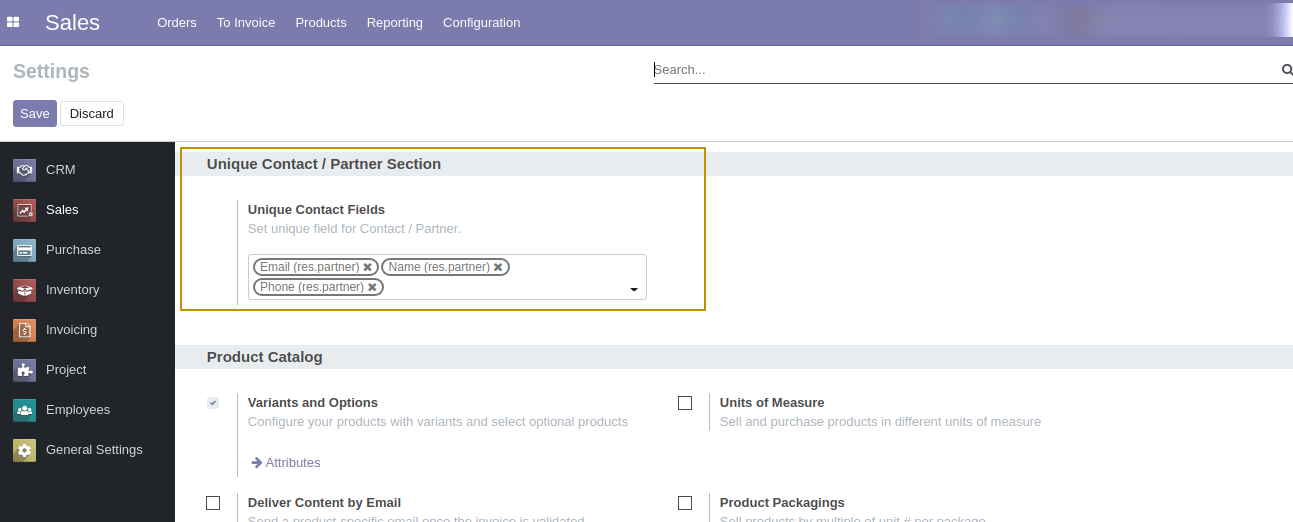 Sales Orders To Invoice Products Reporting Configuration
Settings Search...
Save Discard
CRM
Sales
Purchase
Inventory
Invoicing
Project
Employees
General Settings
Unique Contact / Partner Section
Unique Contact Fields
Set unique field for Contact / Partner.
Email (res.partner) Name (res.partner)
Phone (res.partner)
Product Catalog
Variants and Options
Configure your products with variants and select optional products
Attributes
Units of Measure
Sell and purchase products in different units of measure
Deliver Content by Email
Send a product-specific email once the invoice is validated
Product Packagings
Sell products by multiple of unit # per package